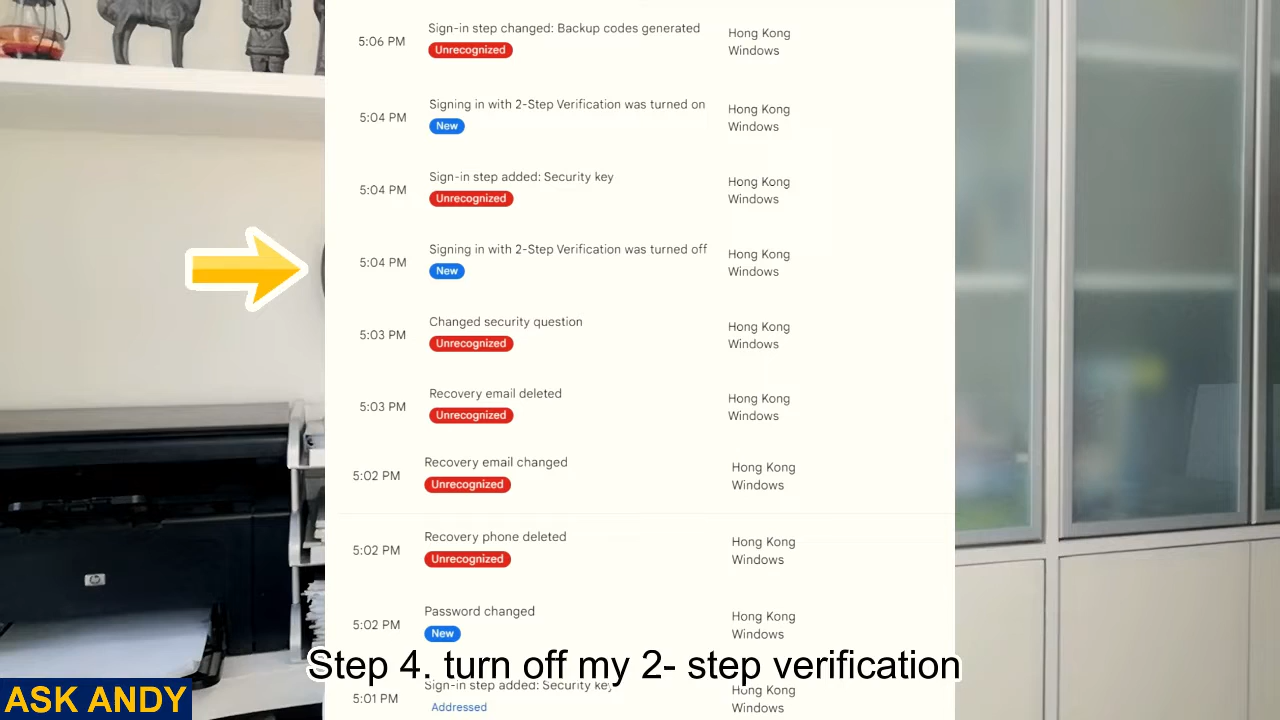 Sign-in step changed: Backup codes generated
5:06 PM
Unrecognized
Hong Kong
Windows
Signing in with 2-Step Verification was turned on
5:04 PM
New
Hong Kong
Windows
Sign-in step added: Security key
5:04 PM
Unrecognized
Hong Kong
Windows
Signing in with 2-Step Verification was turned off
5:04 PM
New
Hong Kong
Windows
Changed security question
5:03 PM
Unrecognized
Hong Kong
Windows
Recovery email deleted
5:03 PM
Unrecognized
Hong Kong
Windows
Recovery email changed
5:02 PM
Unrecognized
Hong Kong
Windows
Recovery phone deleted
5:02 PM
Unrecognized
Hong Kong
Windows
Password changed
5:02 PM
New
Hong Kong
Windows
Step 4. turn off my 2- step verification
Sign-in step added: Security key
5:01 PM
Addressed
Hong Kong
Windows
ASK ANDY
hp